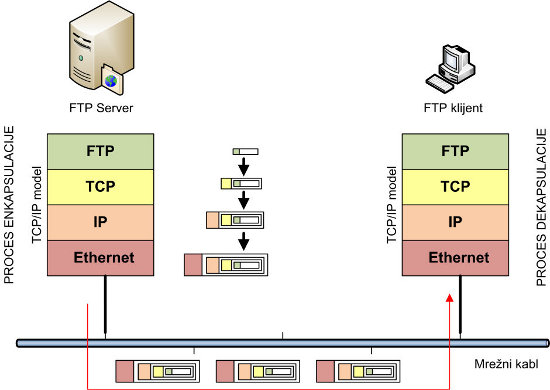 FTP Server
FTP klijent
PROCES ENKAPSULACIJE
TCP/IP model
FTP
TCP
IP
Ethernet
TCP/IP model
FTP
TCP
IP
Ethernet
PROCES DEKAPSULACIJE
Mrežni kabl